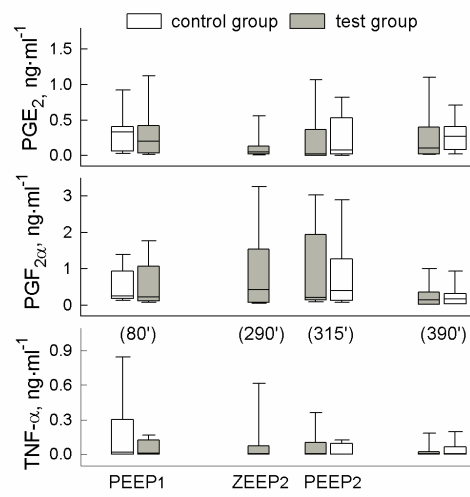 control group test group
PGE2, ng·ml-1
1.5
1.0
0.5
0.0
PGF2α, ng·ml-1
3
2
1
0
(80') (290') (315') (390')
TNF-α, ng·ml-1
0.9
0.6
0.3
0.0
PEEP1 ZEEP2 PEEP2